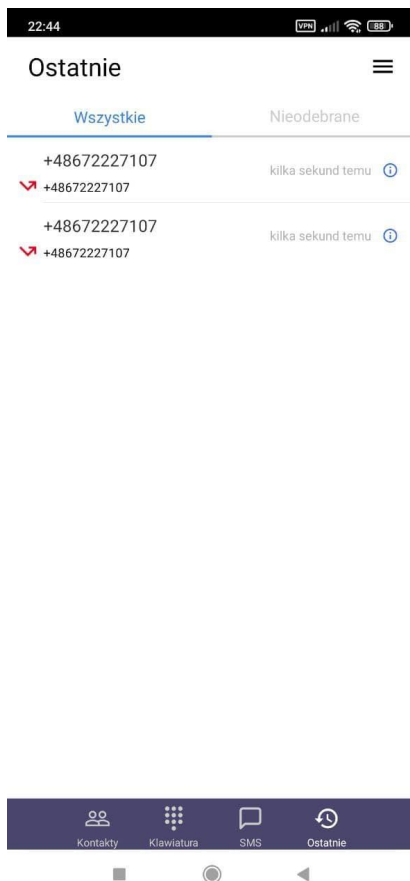 22:44
VPN
88
Ostatnie
Wszystkie
Nieodebrane
+48672227107
kilka sekund temu
+48672227107
+48672227107
kilka sekund temu
+48672227107
Kontakty
Klawiatura
SMS
Ostatnie